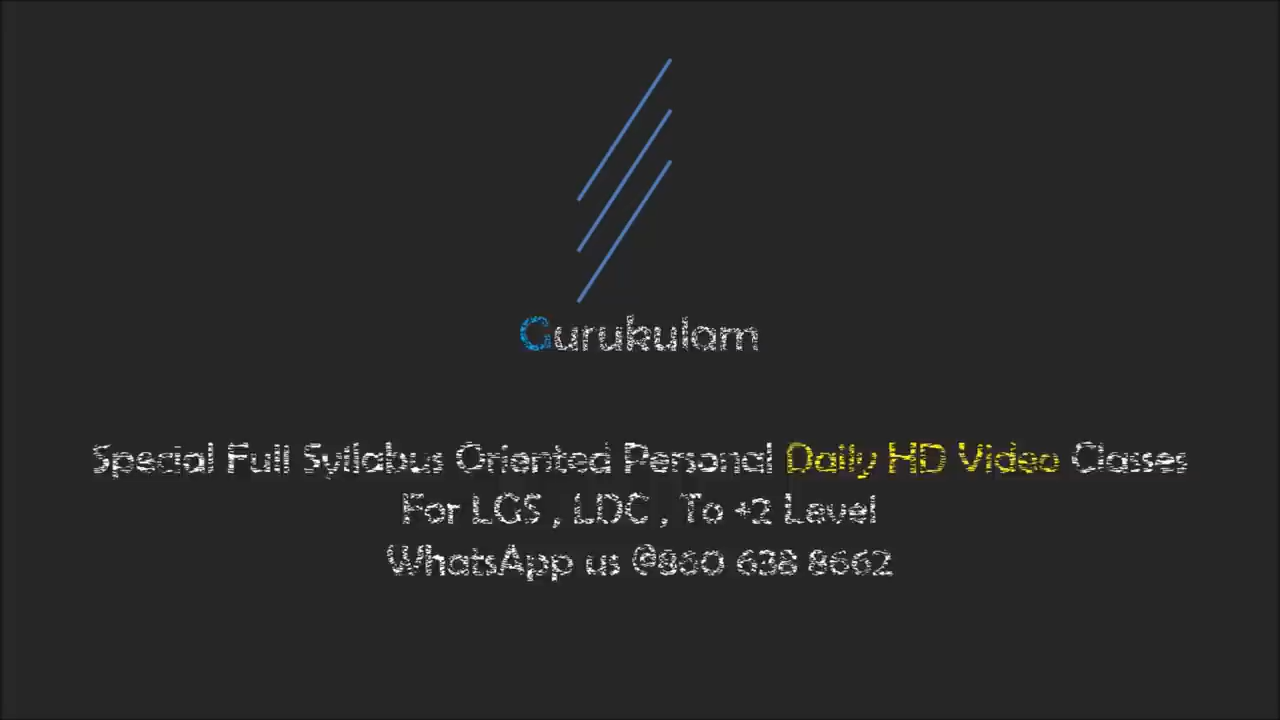 Gurukulam
Special Full Syllabus Oriented Personal Daily HD Video Classes
For LGS , LDC , To +2 Level
WhatsApp us @860 638 8662